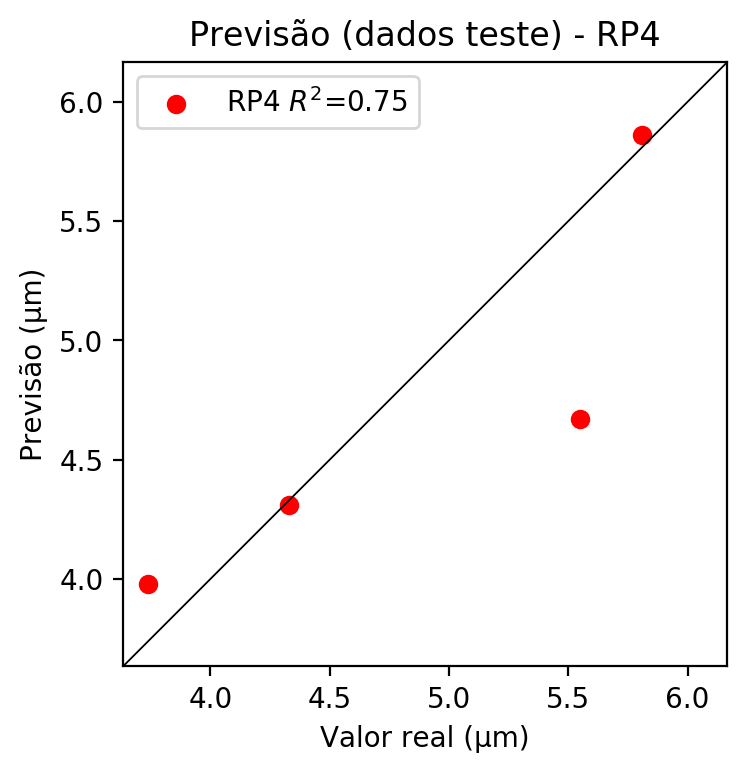 Previsão (dados teste) - RP4
RP4 R²=0.75
Previsão (µm)
6.0
5.5
5.0
4.5
4.0
4.0 4.5 5.0 5.5 6.0
Valor real (µm)